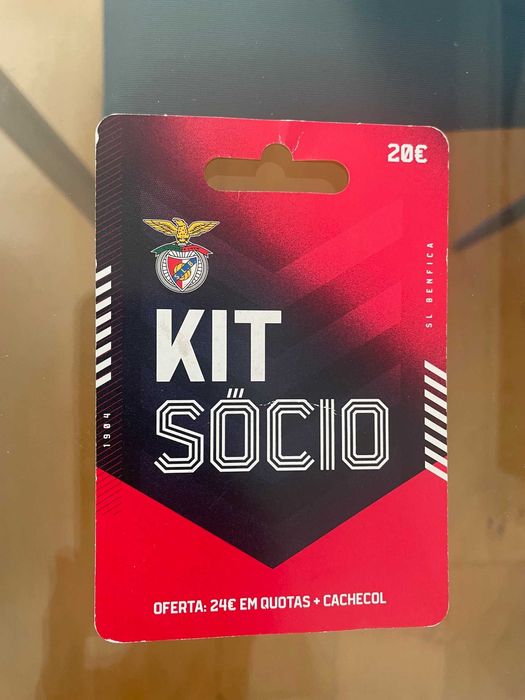 20€
SL BENFICA
KIT
SÓCIO
1904
OFERTA: 24€ EM QUOTAS + CACHECOL